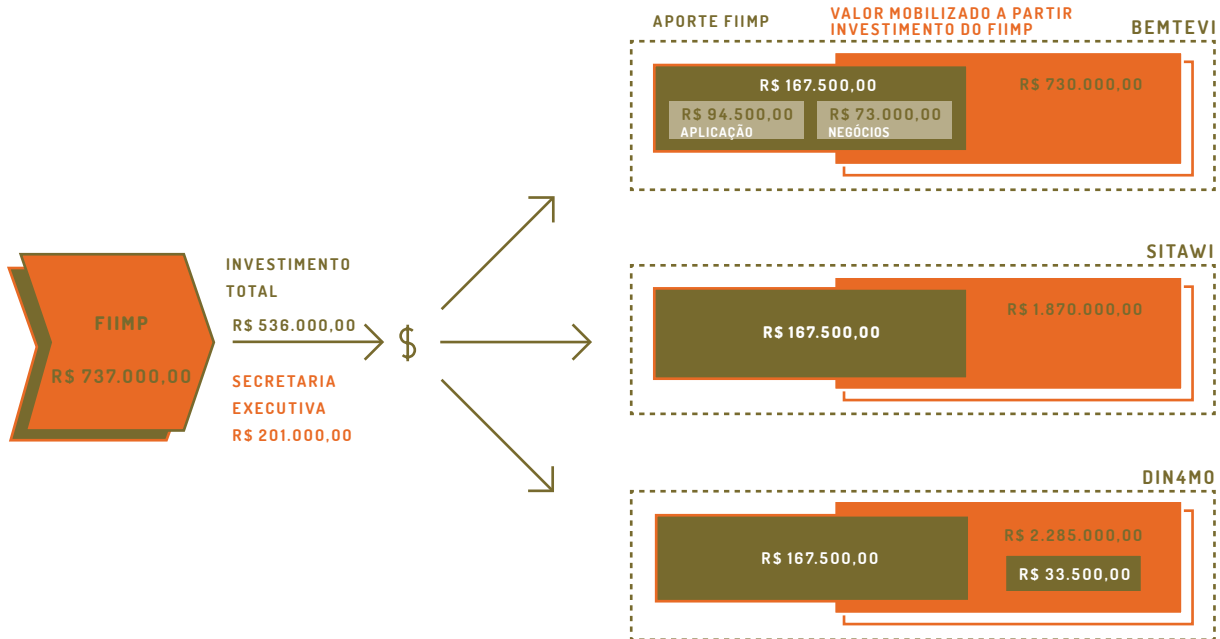 APORTE FIIMP
VALOR MOBILIZADO A PARTIR
INVESTIMENTO DO FIIMP
BEMTEVI
R$ 167.500,00
R$ 730.000,00
R$ 94.500,00
APLICAÇÃO
R$ 73.000,00
NEGÓCIOS
SITAWI
R$ 167.500,00
R$ 1.870.000,00
FIIMP
R$ 737.000,00
INVESTIMENTO
TOTAL
R$ 536.000,00
$
SECRETARIA
EXECUTIVA
R$ 201.000,00
DIN4MO
R$ 167.500,00
R$ 2.285.000,00
R$ 33.500,00